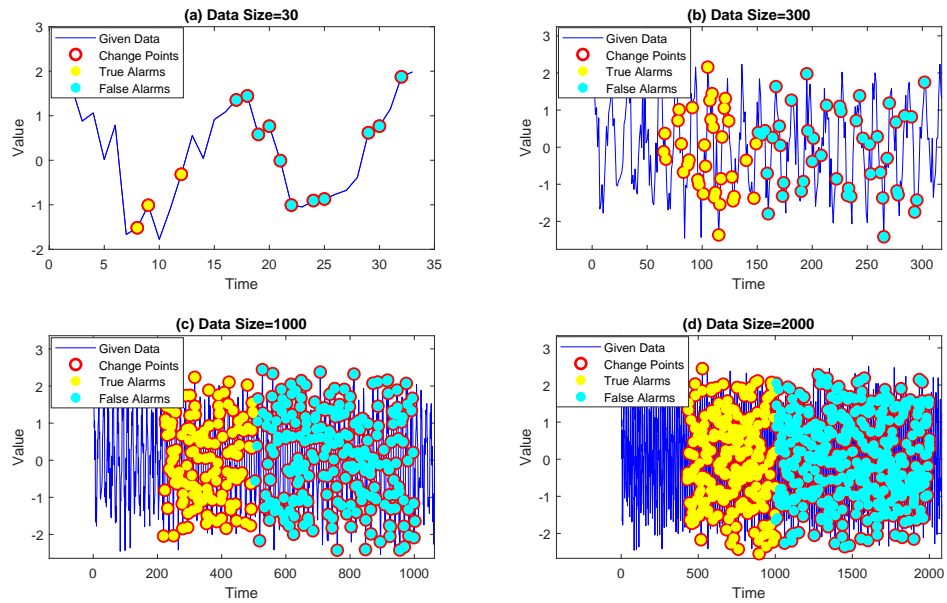 (a) Data Size=30
Given Data
Change Points
True Alarms
False Alarms
3
2
1
0
-1
-2
Value
0 5 10 15 20 25 30 35
Time
(b) Data Size=300
Given Data
Change Points
True Alarms
False Alarms
3
2
1
0
-1
-2
Value
0 50 100 150 200 250 300
Time
(c) Data Size=1000
Given Data
Change Points
True Alarms
False Alarms
3
2
1
0
-1
-2
Value
0 200 400 600 800 1000
Time
(d) Data Size=2000
Given Data
Change Points
True Alarms
False Alarms
3
2
1
0
-1
-2
Value
0 500 1000 1500 2000
Time